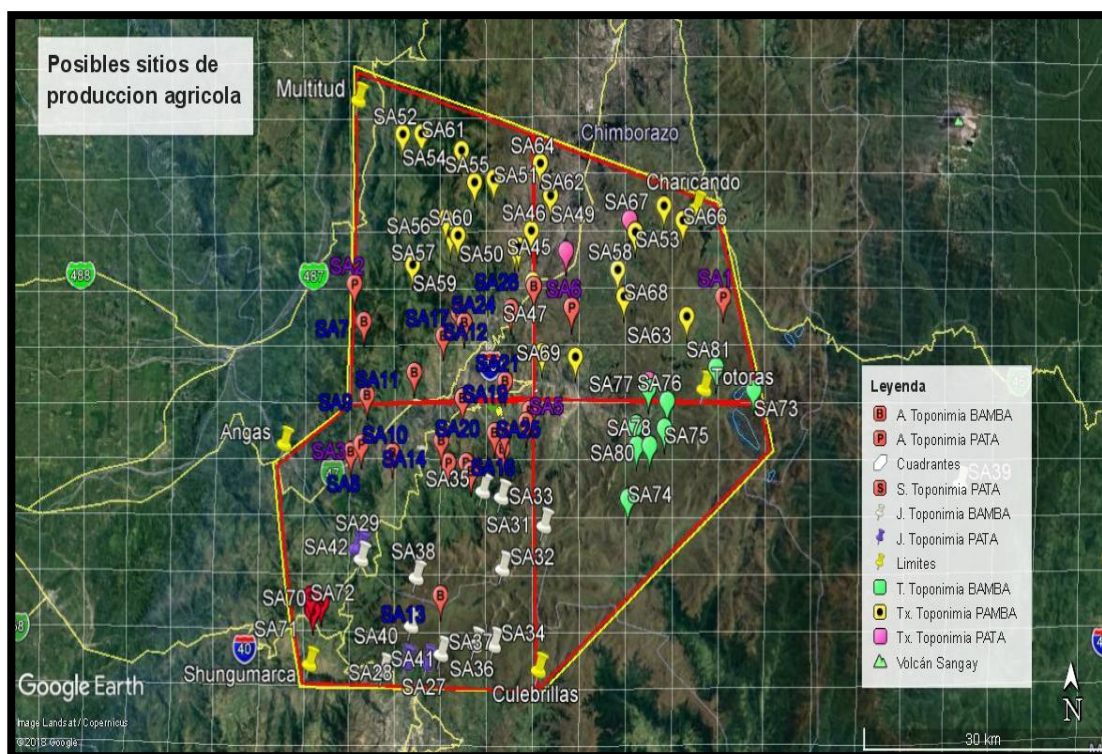 Posibles sitios de
produccion agricola
Multitud
SA52
SA61
SA54
SA55
SA51
SA64
Chimborazo
SA62
SA49
Charicando
SA67
SA66
SA56
SA60
SA46
SA53
SA57
SA50
SA45
SA58
SA59
488
487
SA2
SA26
SA6
SA1
SA24
SA17
SA47
SA68
SA7
SA12
SA63
SA21
SA69
SA81
SA11
SA77
SA76
Totoras
SA9
SA19
SA5
SA73
Angas
SA10
SA20
SA25
SA78
SA75
SA3
SA14
SA80
SA8
SA16
SA35
SA33
SA74
SA39
SA29
SA31
SA42
SA38
SA32
SA70
SA72
SA13
SA71
SA40
SA37
SA34
40
SA41
SA36
Shungumarca
SA28
SA27
Culebrillas
Leyenda
A. Toponimia BAMBA
A. Toponimia PATA
Cuadrantes
S. Toponimia PATA
J. Toponimia BAMBA
J. Toponimia PATA
Limites
T. Toponimia BAMBA
Tx. Toponimia PAMBA
Tx. Toponimia PATA
Volcán Sangay
Google Earth
Image Landsat / Copernicus
©2018 Google
N
30 km